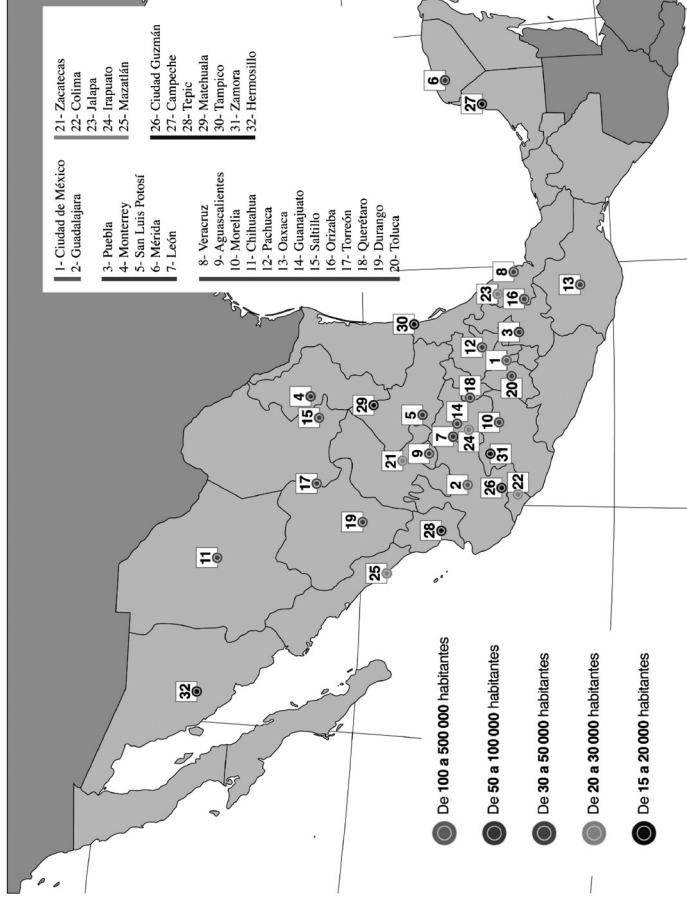 1- Ciudad de México
2- Guadalajara
3- Puebla
4- Monterrey
5- San Luis Potosí
6- Mérida
7- León
8- Veracruz
9- Aguascalientes
10- Morelia
11- Chihuahua
12- Pachuca
13- Oaxaca
14- Guanajuato
15- Saltillo
16- Orizaba
17- Torreón
18- Querétaro
19- Durango
20- Toluca
21- Zacatecas
22- Colima
23- Jalapa
24- Irapuato
25- Mazatlán
26- Ciudad Guzmán
27- Campeche
28- Tepic
29- Matehuala
30- Tampico
31- Zamora
32- Hermosillo
32
11
17
15
4
19
25
29
30
21
5
28
9
2
7
14
24
18
12
26
31
10
22
20
1
3
23
16
8
13
27
6
De 100 a 500 000 habitantes
De 50 a 100 000 habitantes
De 30 a 50 000 habitantes
De 20 a 30 000 habitantes
De 15 a 20 000 habitantes